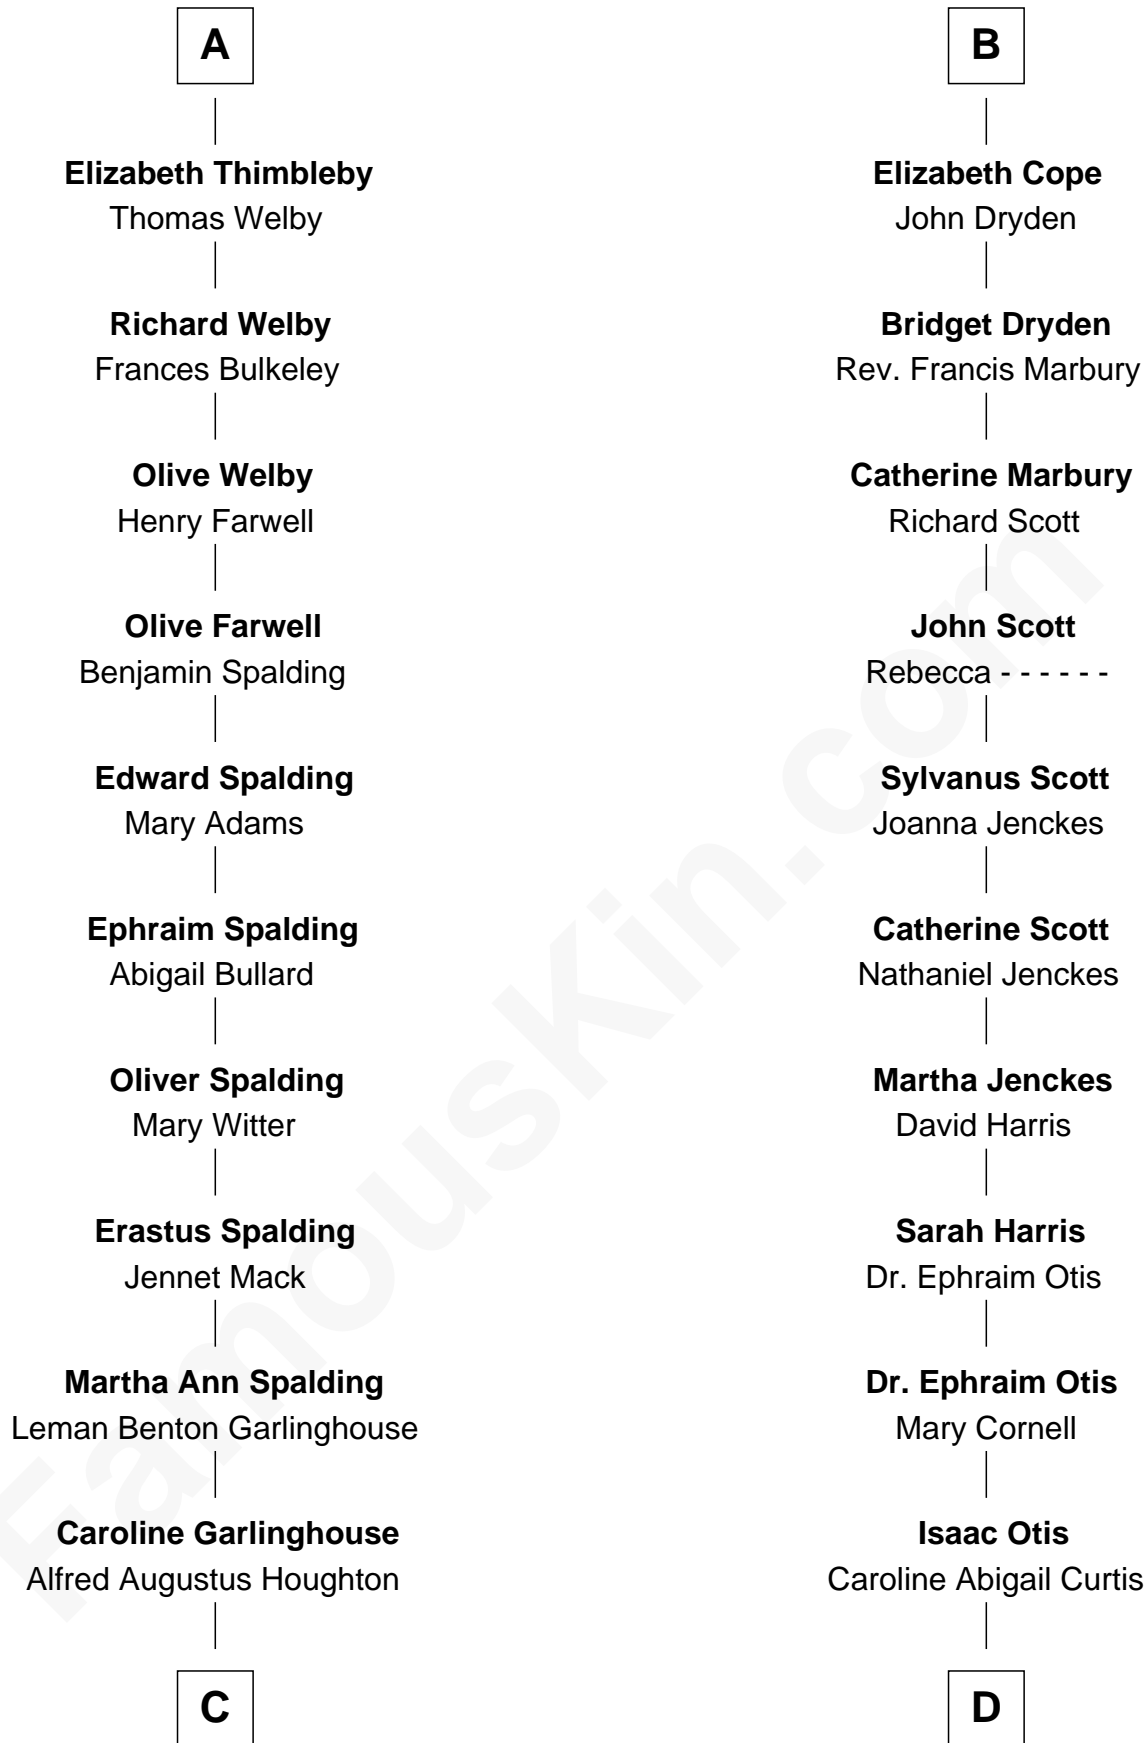 A
Elizabeth Thimbleby
Thomas Welby
Richard Welby
Frances Bulkeley
Olive Welby
Henry Farwell
Olive Farwell
Benjamin Spalding
Edward Spalding
Mary Adams
Ephraim Spalding
Abigail Bullard
Oliver Spalding
Mary Witter
Erastus Spalding
Jennet Mack
Martha Ann Spalding
Leman Benton Garlinghouse
Caroline Garlinghouse
Alfred Augustus Houghton
C
B
Elizabeth Cope
John Dryden
Bridget Dryden
Rev. Francis Marbury
Catherine Marbury
Richard Scott
John Scott
Rebecca - - - - - -
Sylvanus Scott
Joanna Jenckes
Catherine Scott
Nathaniel Jenckes
Martha Jenckes
David Harris
Sarah Harris
Dr. Ephraim Otis
Dr. Ephraim Otis
Mary Cornell
Isaac Otis
Caroline Abigail Curtis
D
FamousKin.com